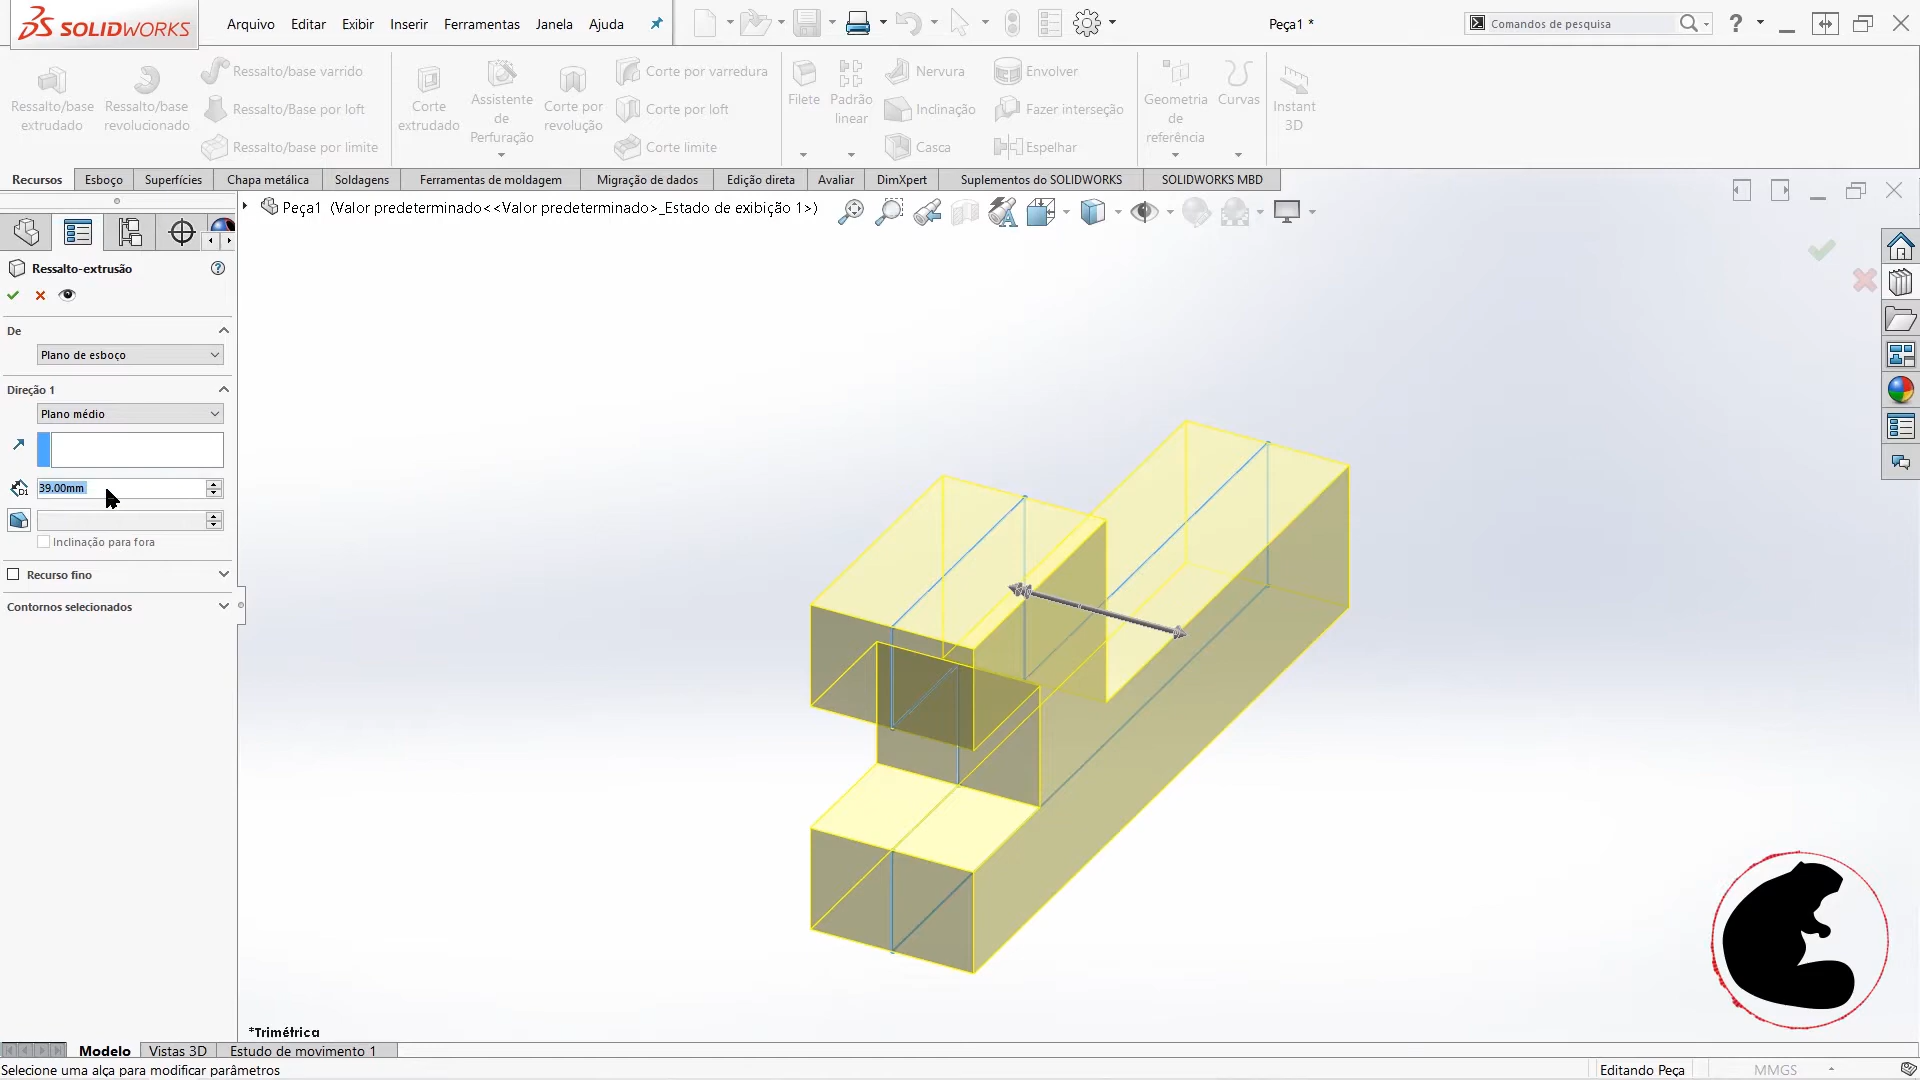 SOLIDWORKS
Arquivo Editar Exibir Inserir Ferramentas Janela Ajuda
Peça1 *
Comandos de pesquisa
?
Ressalto/base extrudado
Ressalto/base revolucionado
Ressalto/base varrido
Ressalto/Base por loft
Ressalto/base por limite
Corte extrudado
Assistente de Perfuração
Corte por revolução
Corte por varredura
Corte por loft
Corte limite
Filete
Padrão linear
Nervura
Inclinação
Casca
Envolver
Fazer interseção
Espelhar
Geometria de referência
Curvas
Instant 3D
Recursos Esboço Superfícies Chapa metálica Soldagens Ferramentas de moldagem Migração de dados Edição direta Avaliar DimXpert Suplementos do SOLIDWORKS SOLIDWORKS MBD
Peça1 (Valor predeterminado<<Valor predeterminado>_Estado de exibição 1>)
Ressalto-extrusão
De
Plano de esboço
Direção 1
Plano médio
39.00mm
Inclinação para fora
Recurso fino
Contornos selecionados
*Trimétrica
Modelo Vistas 3D Estudo de movimento 1
Selecione uma alça para modificar parâmetros
Editando Peça MMGS